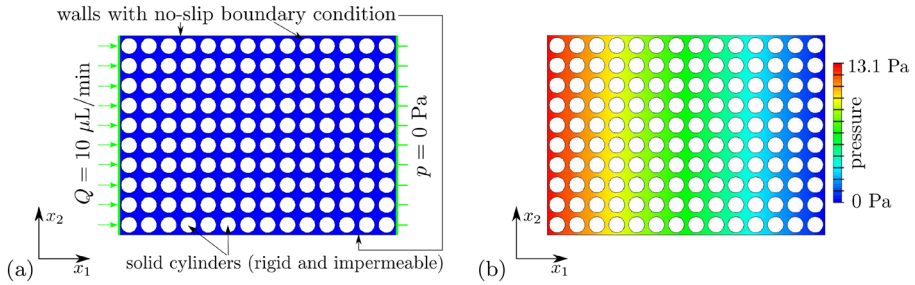 walls with no-slip boundary condition
Q = 10 μL/min
p = 0 Pa
x₂
x₁
solid cylinders (rigid and impermeable)
(a)
13.1 Pa
pressure
0 Pa
x₂
x₁
(b)